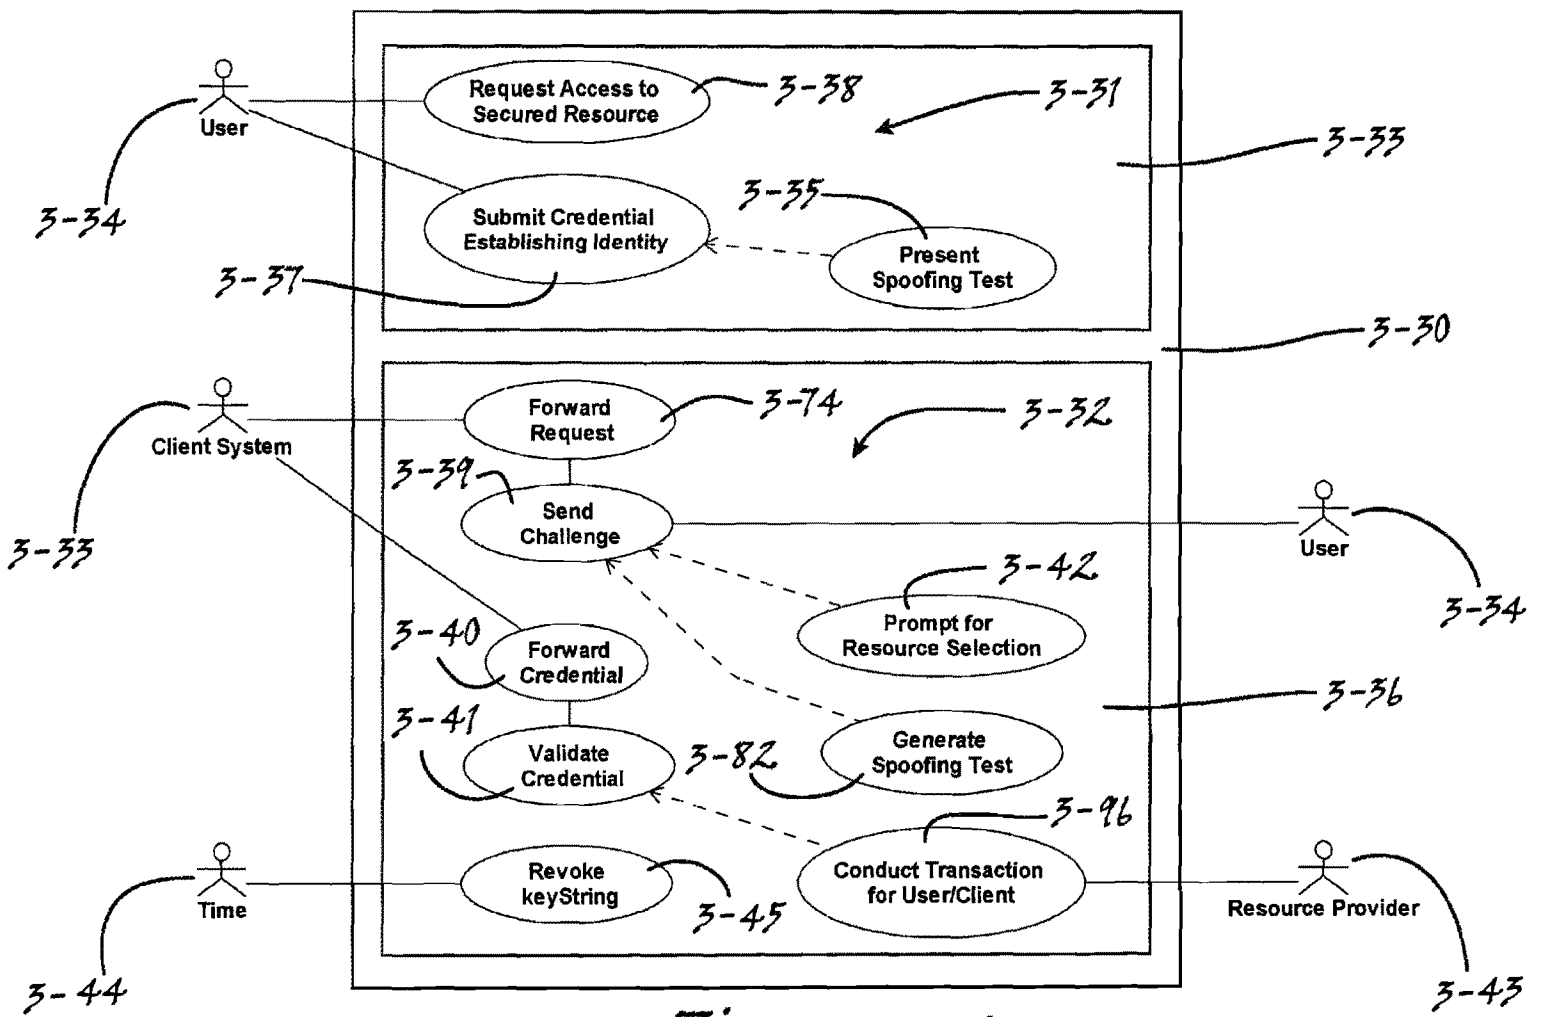 Request Access to
Secured Resource
3-38
3-31
3-33
User
3-34
Submit Credential
Establishing Identity
3-35
Present
Spoofing Test
3-37
3-30
Forward
Request
3-74
3-32
Client System
3-33
3-39
Send
Challenge
User
3-34
3-42
Prompt for
Resource Selection
3-40
Forward
Credential
3-36
3-41
Validate
Credential
3-82
Generate
Spoofing Test
3-96
Revoke
keyString
3-45
Conduct Transaction
for User/Client
Time
3-44
Resource Provider
3-43